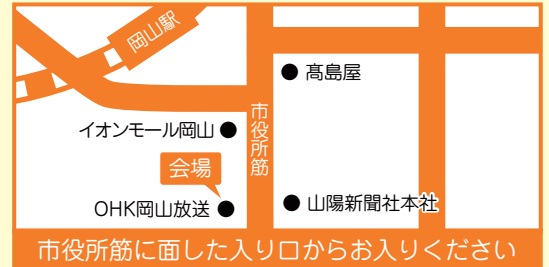 岡山駅
髙島屋
市役所筋
イオンモール岡山
会場
OHK岡山放送
山陽新聞社本社
市役所筋に面した入り口からお入りください